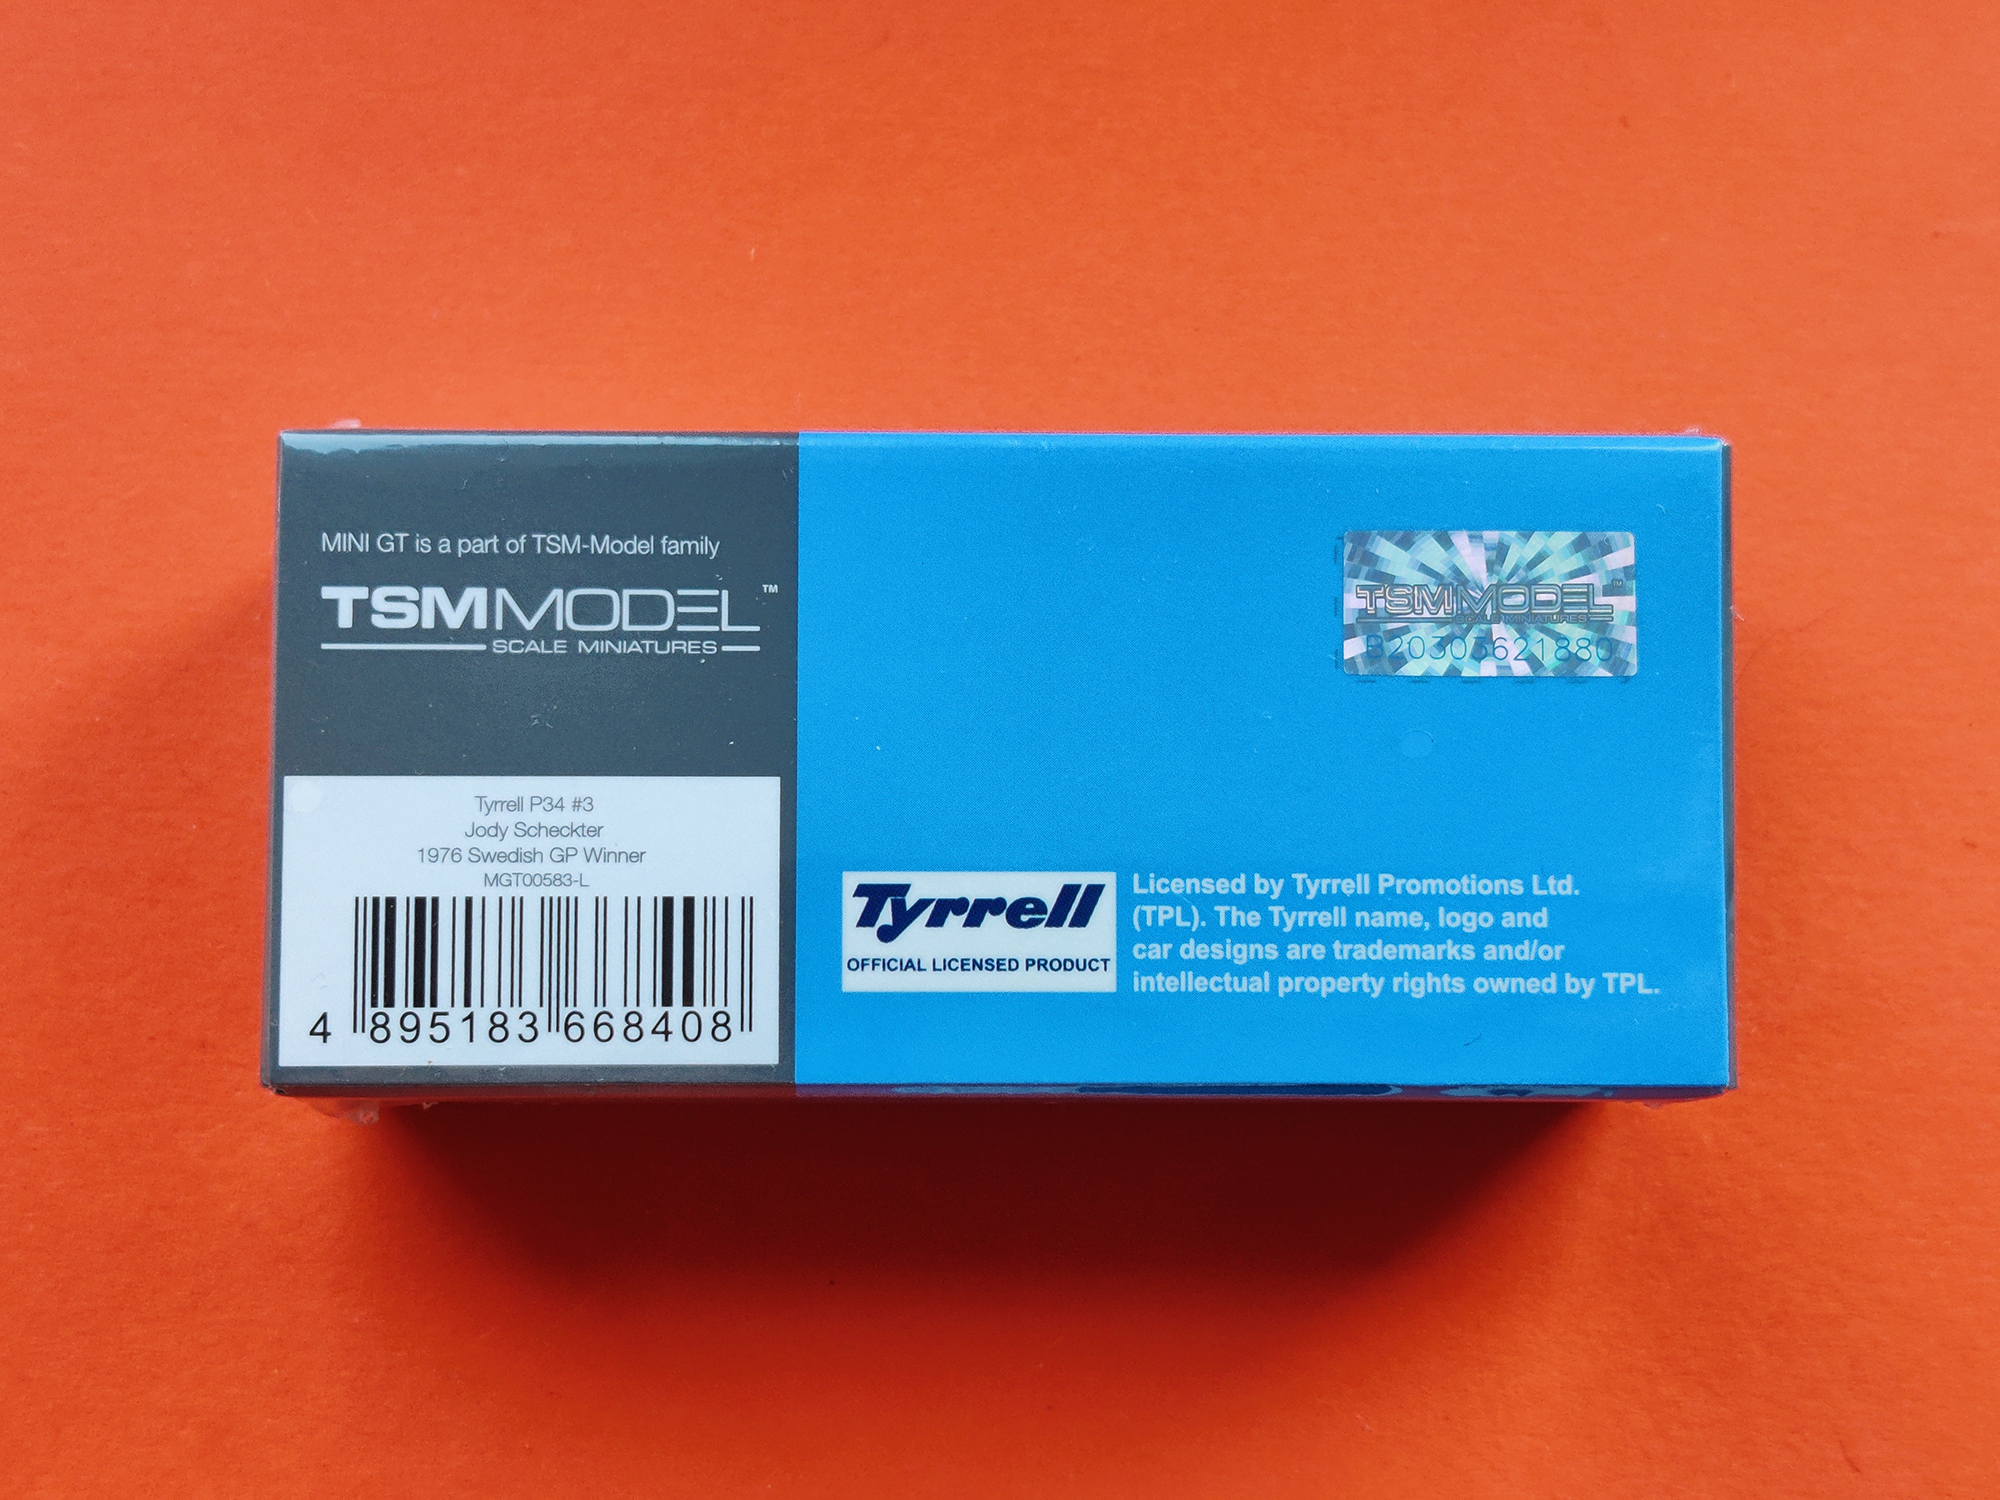 MINI GT is a part of TSM-Model family
TSMMODEL™
SCALE MINIATURES
Tyrrell P34 #3
Jody Scheckter
1976 Swedish GP Winner
MGT00583-L
4 895183 668408
TSMMODEL™
SCALE MINIATURES
B20303621880
Tyrrell
OFFICIAL LICENSED PRODUCT
Licensed by Tyrrell Promotions Ltd.
(TPL). The Tyrrell name, logo and
car designs are trademarks and/or
intellectual property rights owned by TPL.